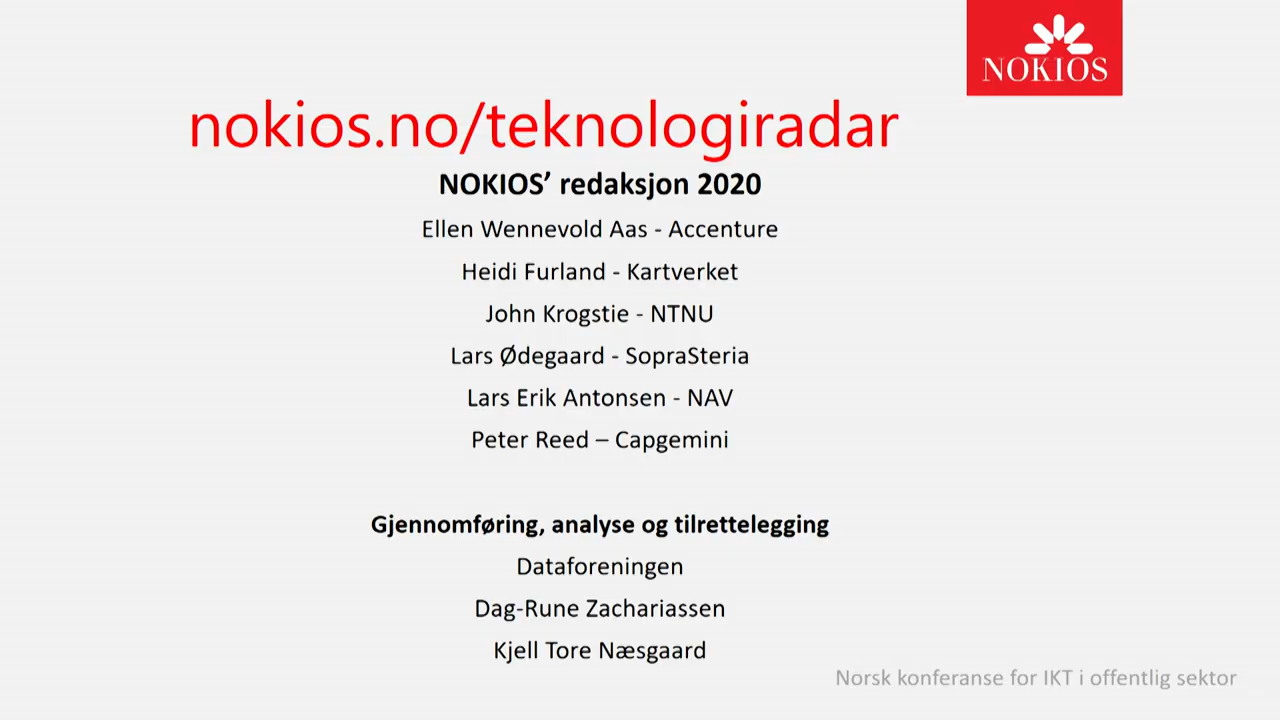 NOKIOS
nokios.no/teknologiradar
NOKIOS’ redaksjon 2020
Ellen Wennevold Aas - Accenture
Heidi Furland - Kartverket
John Krogstie - NTNU
Lars Ødegaard - SopraSteria
Lars Erik Antonsen - NAV
Peter Reed – Capgemini
Gjennomføring, analyse og tilrettelegging
Dataforeningen
Dag-Rune Zachariassen
Kjell Tore Næsgaard
Norsk konferanse for IKT i offentlig sektor